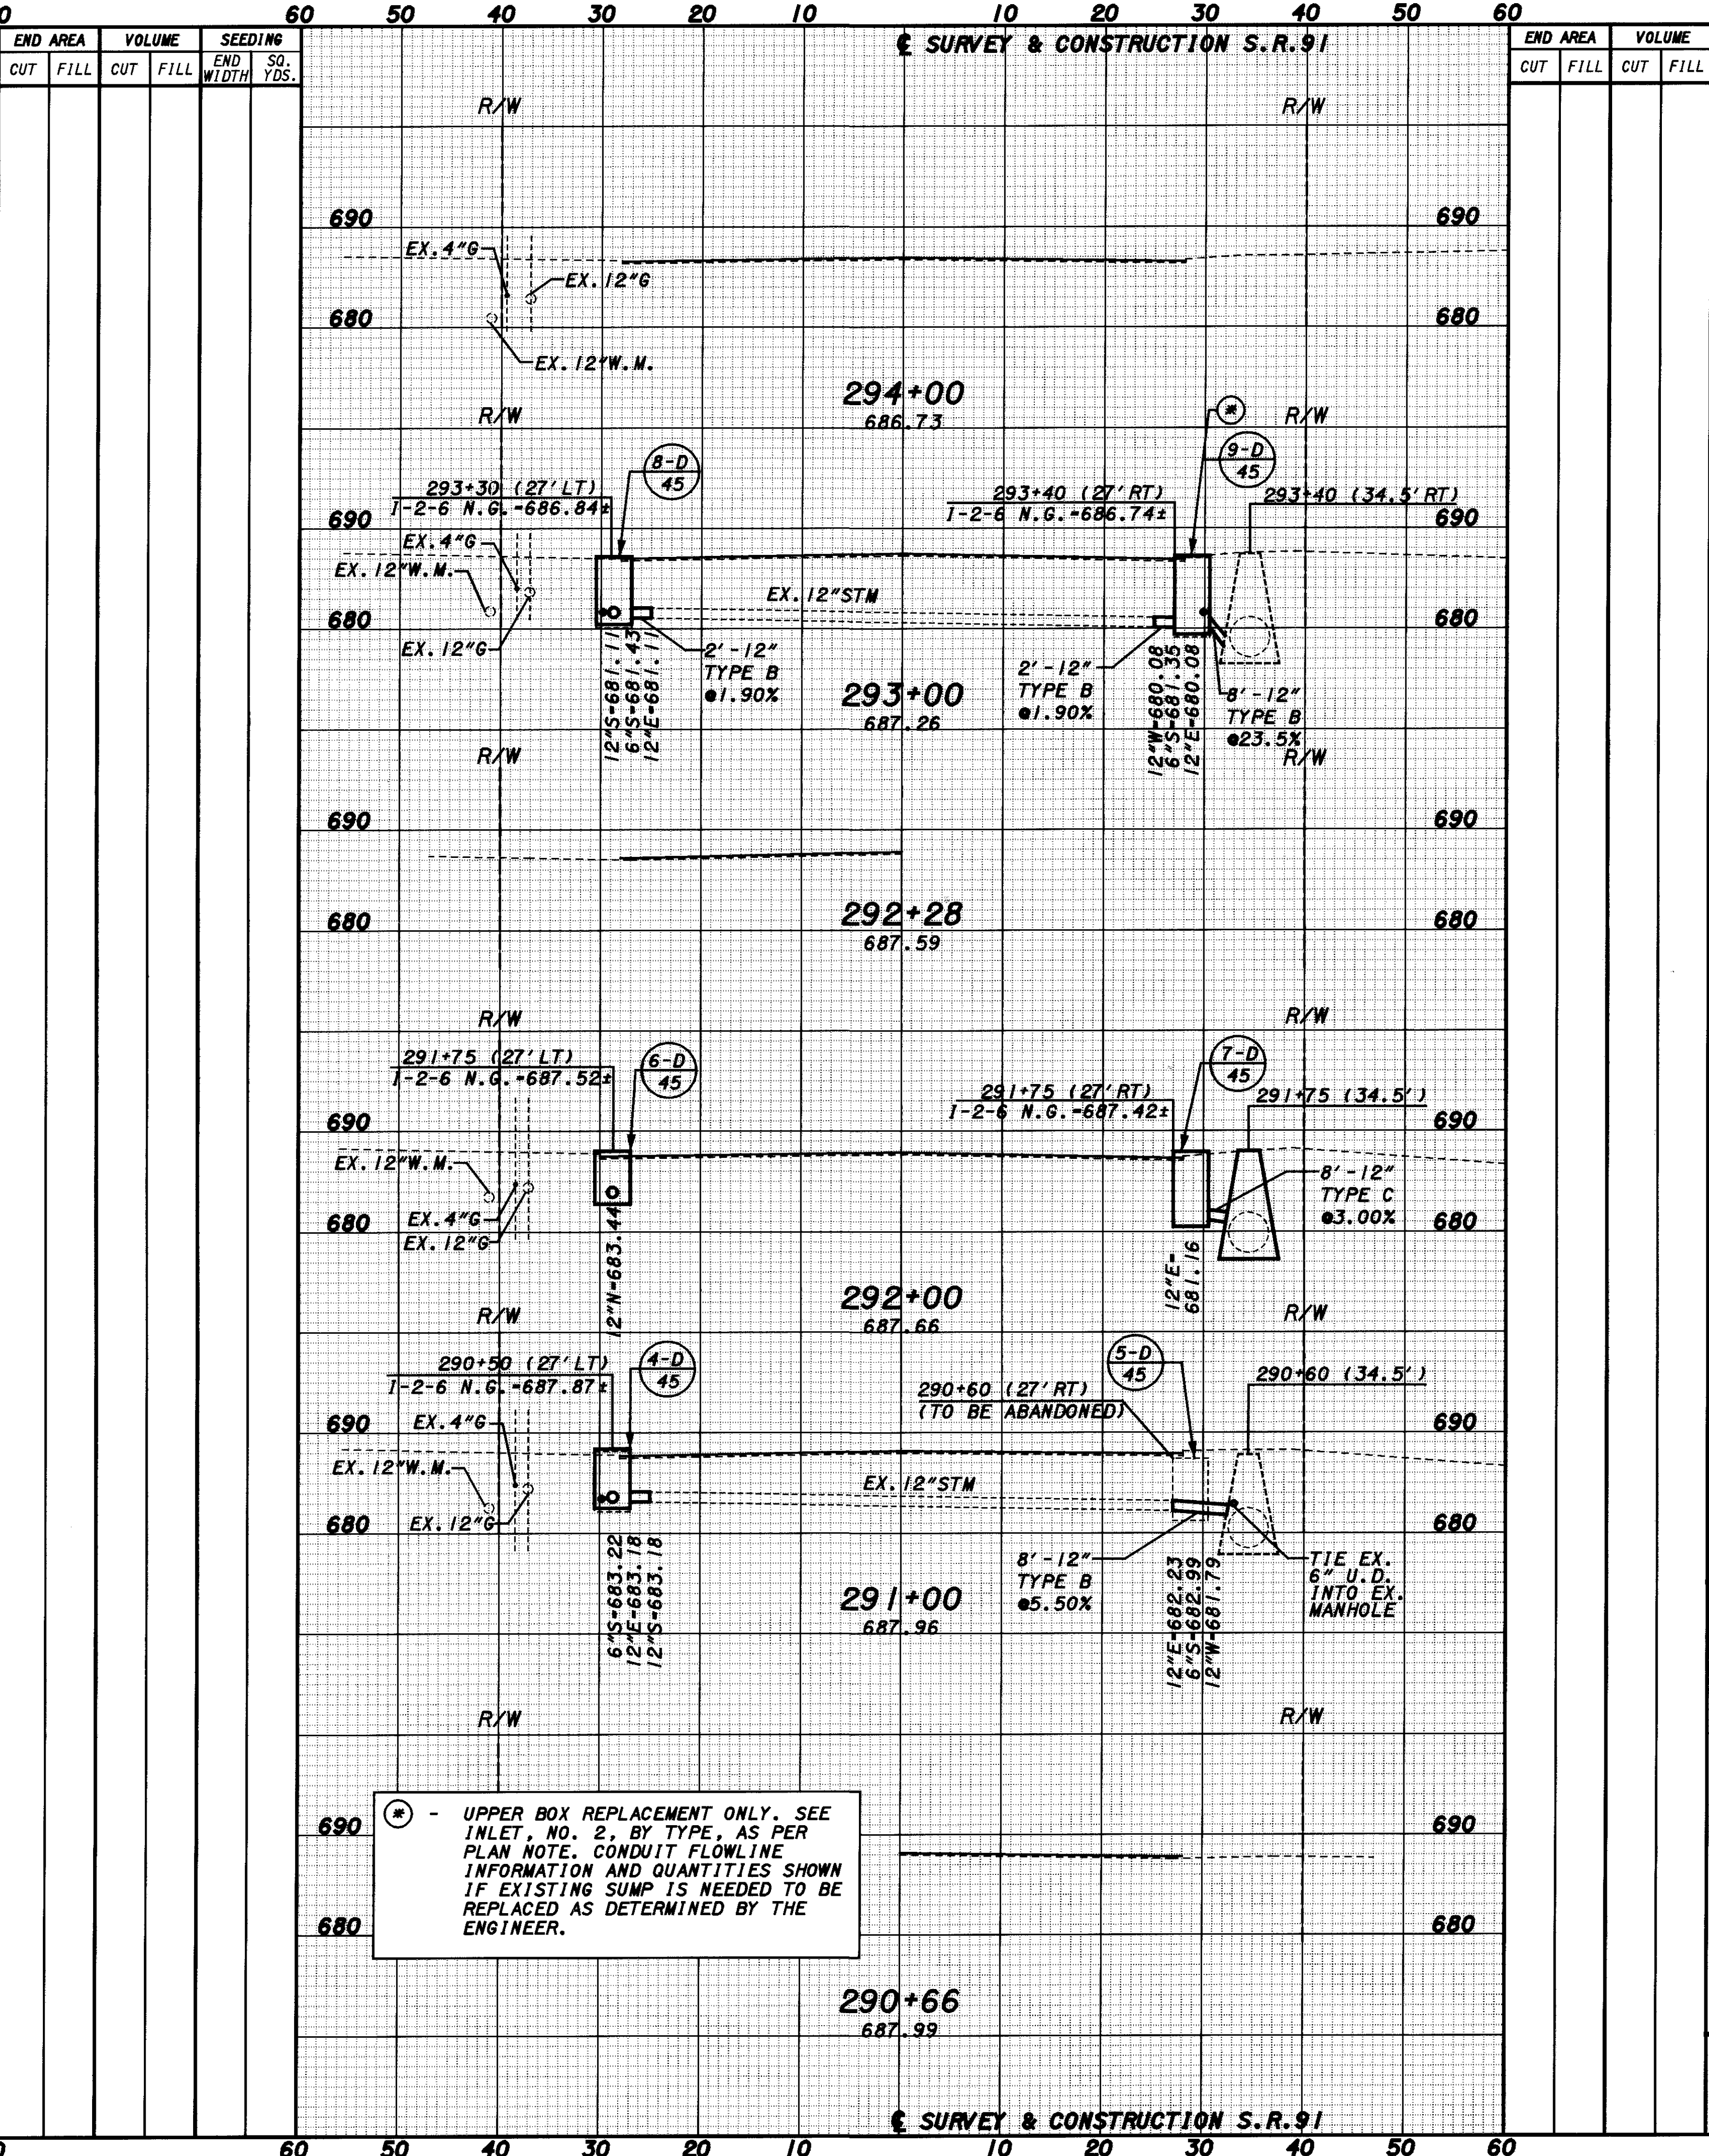 60 50 40 30 20 10 10 20 30 40 50 60
END AREA VOLUME SEEDING
CUT FILL CUT FILL END WIDTH SQ. YDS.
END AREA VOLUME
CUT FILL CUT FILL
℄ SURVEY & CONSTRUCTION S.R.91
R/W R/W
690 690
EX.4"G
EX.12"G
680 680
EX.12"W.M.
294+00
686.73
R/W R/W
*
8-D
45
9-D
45
293+30 (27' LT)
I-2-6 N.G.=686.84±
293+40 (27' RT)
I-2-6 N.G.=686.74±
293+40 (34.5' RT)
690 690
EX.4"G
EX.12"W.M.
EX.12"STM
680 680
EX.12"G
12"S=681.11
6"S=681.43
12"E=681.11
2'-12"
TYPE B
@1.90%
2'-12"
TYPE B
@1.90%
12"W=680.08
6"S=681.35
12"E=680.08
8'-12"
TYPE B
@23.5%
293+00
687.26
R/W R/W
690 690
292+28
687.59
680 680
R/W R/W
291+75 (27' LT)
I-2-6 N.G.=687.52±
6-D
45
7-D
45
291+75 (27' RT)
I-2-6 N.G.=687.42±
291+75 (34.5')
690 690
EX.12"W.M.
EX.4"G
EX.12"G
8'-12"
TYPE C
@3.00%
680 680
12"N=683.44
12"E=
681.16
292+00
687.66
R/W R/W
290+50 (27' LT)
I-2-6 N.G.=687.87±
4-D
45
5-D
45
290+60 (27' RT)
(TO BE ABANDONED)
290+60 (34.5')
690 690
EX.4"G
EX.12"W.M.
EX.12"STM
EX.12"G
680 680
6"S=683.22
12"E=683.18
12"S=683.18
8'-12"
TYPE B
@5.50%
12"E=682.23
6"S=682.99
12"W=681.79
TIE EX.
6" U.D.
INTO EX.
MANHOLE
291+00
687.96
R/W R/W
* - UPPER BOX REPLACEMENT ONLY. SEE
INLET, NO. 2, BY TYPE, AS PER
PLAN NOTE. CONDUIT FLOWLINE
INFORMATION AND QUANTITIES SHOWN
IF EXISTING SUMP IS NEEDED TO BE
REPLACED AS DETERMINED BY THE
ENGINEER.
690 690
680 680
290+66
687.99
℄ SURVEY & CONSTRUCTION S.R.91
60 50 40 30 20 10 10 20 30 40 50 60